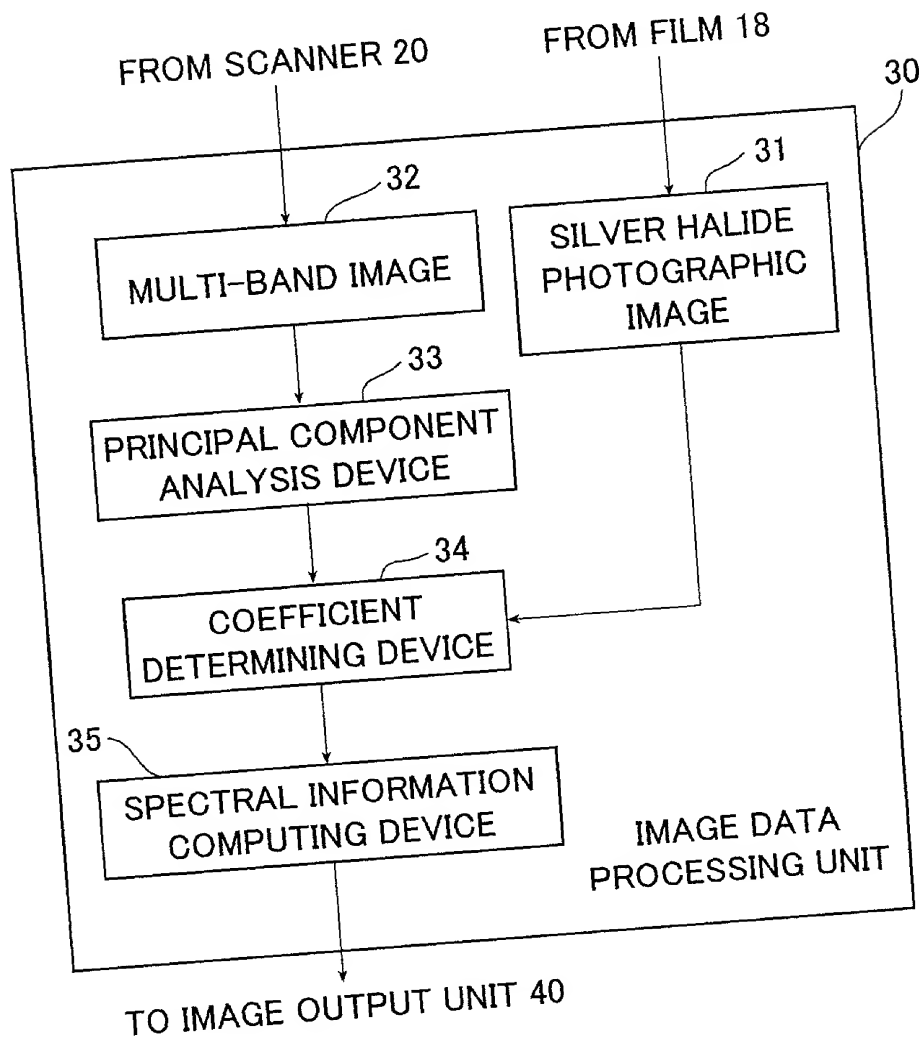 FROM SCANNER 20
FROM FILM 18
30
32
31
MULTI-BAND IMAGE
SILVER HALIDE
PHOTOGRAPHIC
IMAGE
33
PRINCIPAL COMPONENT
ANALYSIS DEVICE
34
COEFFICIENT
DETERMINING DEVICE
35
SPECTRAL INFORMATION
COMPUTING DEVICE
IMAGE DATA
PROCESSING UNIT
TO IMAGE OUTPUT UNIT 40